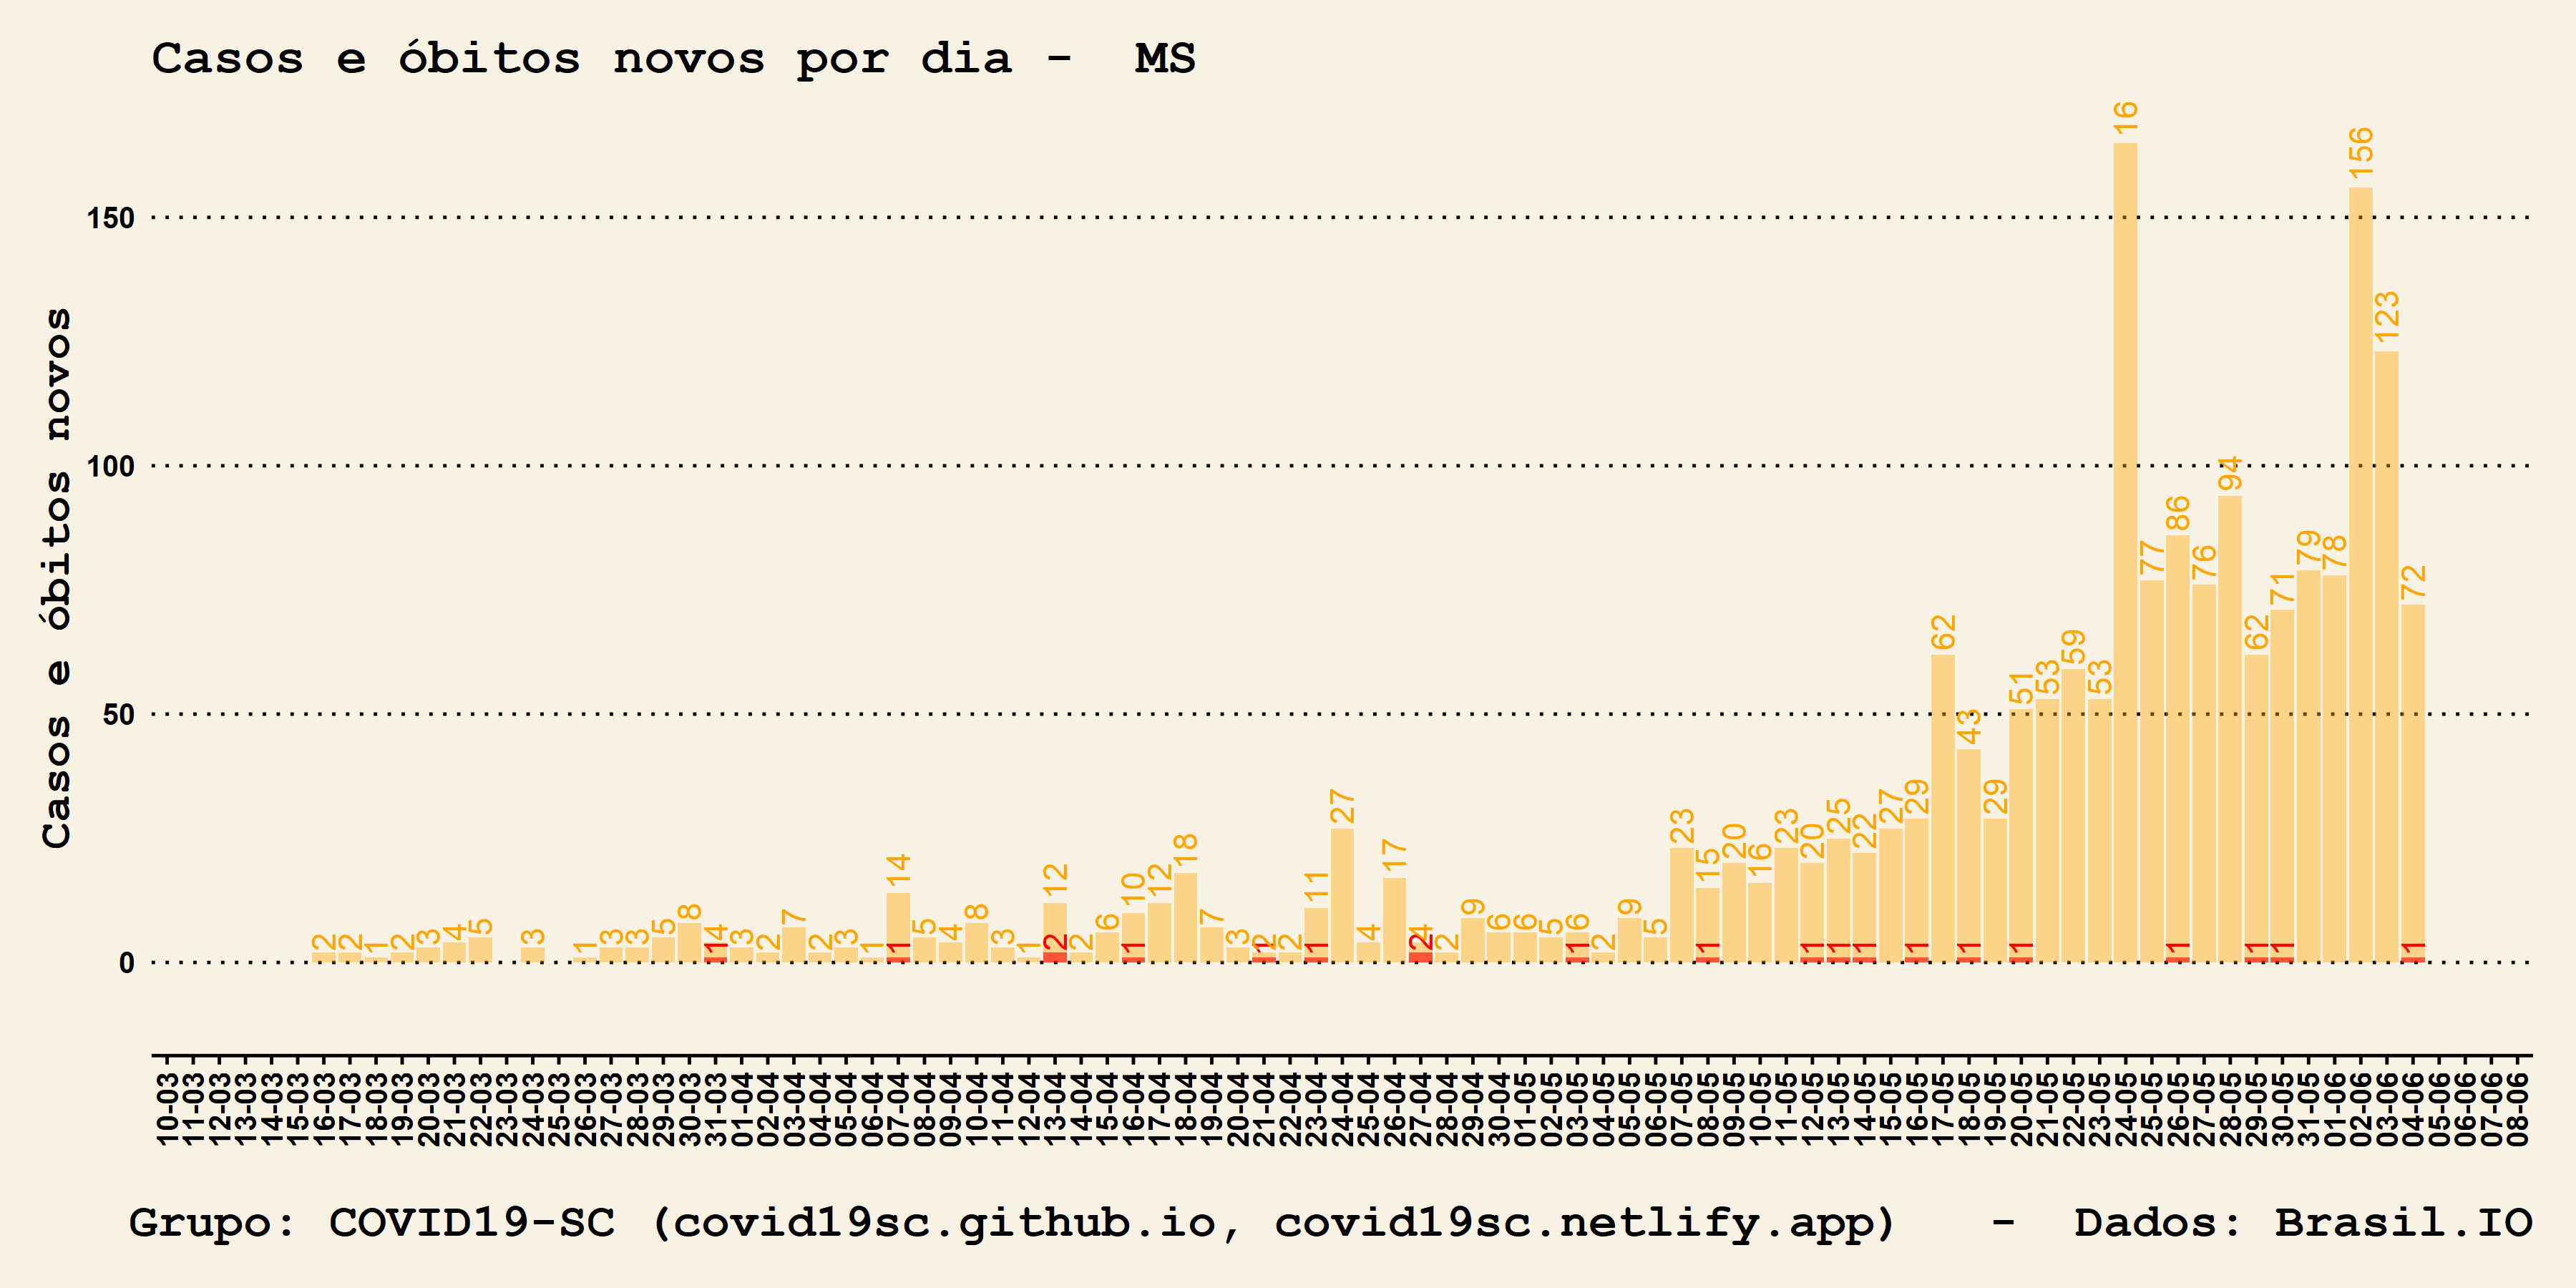 Casos e óbitos novos por dia - MS
Casos e óbitos novos
150
100
50
0
2 2 1 2 3 4 5 3 1 3 3 5 8 4 3 2 7 2 3 1 14 5 4 8 3 1 12 2 6 10 12 18 7 3 2 2 11 27 4 17 4 2 9 6 6 5 6 2 9 5 23 15 20 16 23 20 25 22 27 29 62 43 29 51 53 59 53 16 77 86 76 94 62 71 79 78 156 123 72
1 1 2 1 1 1 2 1 1 1 1 1 1 1 1 1 1 1 1
10-03 11-03 12-03 13-03 14-03 15-03 16-03 17-03 18-03 19-03 20-03 21-03 22-03 23-03 24-03 25-03 26-03 27-03 28-03 29-03 30-03 31-03 01-04 02-04 03-04 04-04 05-04 06-04 07-04 08-04 09-04 10-04 11-04 12-04 13-04 14-04 15-04 16-04 17-04 18-04 19-04 20-04 21-04 22-04 23-04 24-04 25-04 26-04 27-04 28-04 29-04 30-04 01-05 02-05 03-05 04-05 05-05 06-05 07-05 08-05 09-05 10-05 11-05 12-05 13-05 14-05 15-05 16-05 17-05 18-05 19-05 20-05 21-05 22-05 23-05 24-05 25-05 26-05 27-05 28-05 29-05 30-05 31-05 01-06 02-06 03-06 04-06 05-06 06-06 07-06 08-06
Grupo: COVID19-SC (covid19sc.github.io, covid19sc.netlify.app) - Dados: Brasil.IO